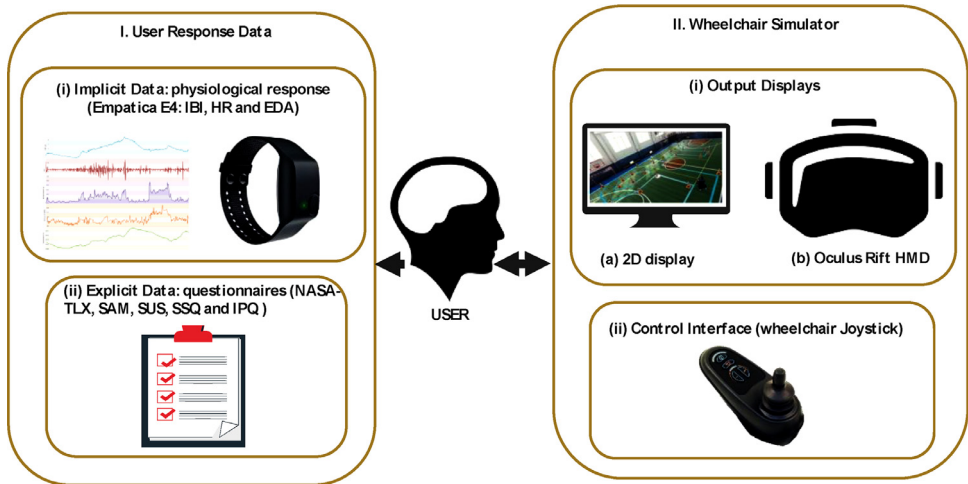 I. User Response Data
(i) Implicit Data: physiological response
(Empatica E4: IBI, HR and EDA)
(ii) Explicit Data: questionnaires (NASA-
TLX, SAM, SUS, SSQ and IPQ )
USER
II. Wheelchair Simulator
(i) Output Displays
(a) 2D display
(b) Oculus Rift HMD
(ii) Control Interface (wheelchair Joystick)